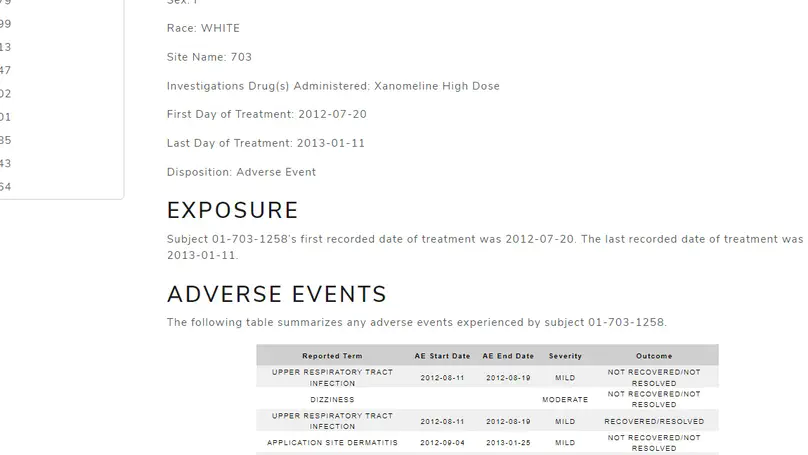 99
13
47
02
01
35
43
54
Race: WHITE
Site Name: 703
Investigations Drug(s) Administered: Xanomeline High Dose
First Day of Treatment: 2012-07-20
Last Day of Treatment: 2013-01-11
Disposition: Adverse Event
EXPOSURE
Subject 01-703-1258's first recorded date of treatment was 2012-07-20. The last recorded date of treatment was
2013-01-11.
ADVERSE EVENTS
The following table summarizes any adverse events experienced by subject 01-703-1258.
Reported Term AE Start Date AE End Date Severity Outcome
UPPER RESPIRATORY TRACT INFECTION 2012-08-11 2012-08-19 MILD NOT RECOVERED/NOT RESOLVED
DIZZINESS MODERATE NOT RECOVERED/NOT RESOLVED
UPPER RESPIRATORY TRACT INFECTION 2012-08-11 2012-08-19 MILD RECOVERED/RESOLVED
APPLICATION SITE DERMATITIS 2012-09-04 2013-01-25 MILD NOT RECOVERED/NOT RESOLVED